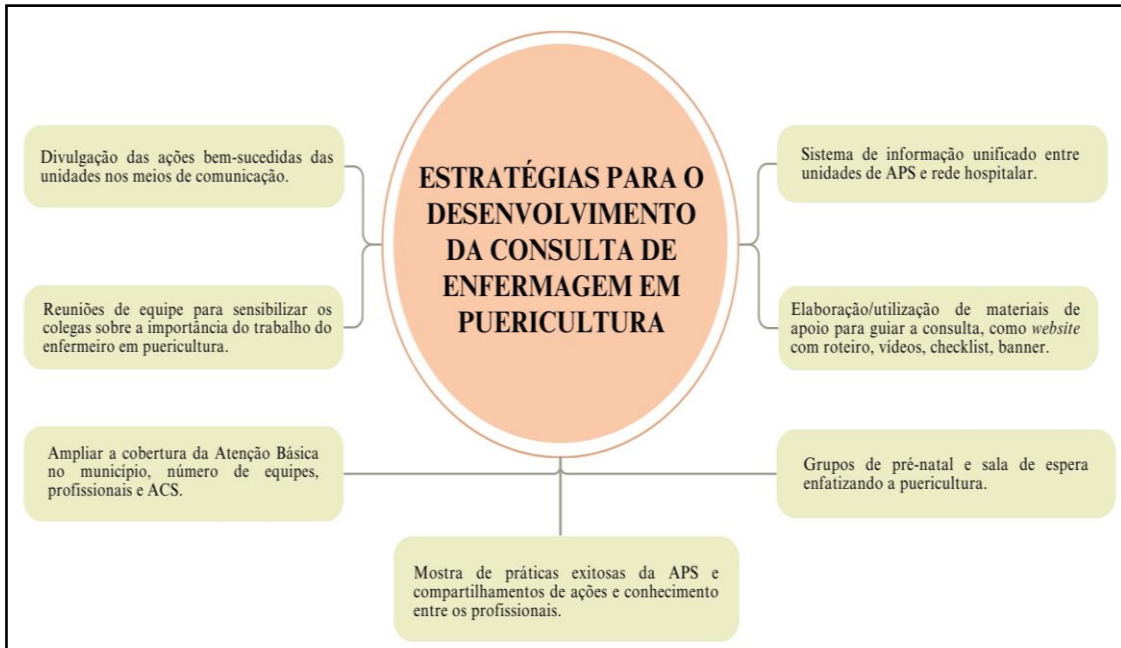 ESTRATÉGIAS PARA O
DESENVOLVIMENTO
DA CONSULTA DE
ENFERMAGEM EM
PUERICULTURA
Divulgação das ações bem-sucedidas das
unidades nos meios de comunicação.
Reuniões de equipe para sensibilizar os
colegas sobre a importância do trabalho do
enfermeiro em puericultura.
Ampliar a cobertura da Atenção Básica
no município, número de equipes,
profissionais e ACS.
Mostra de práticas exitosas da APS e
compartilhamentos de ações e conhecimento
entre os profissionais.
Sistema de informação unificado entre
unidades de APS e rede hospitalar.
Elaboração/utilização de materiais de
apoio para guiar a consulta, como website
com roteiro, vídeos, checklist, banner.
Grupos de pré-natal e sala de espera
enfatizando a puericultura.